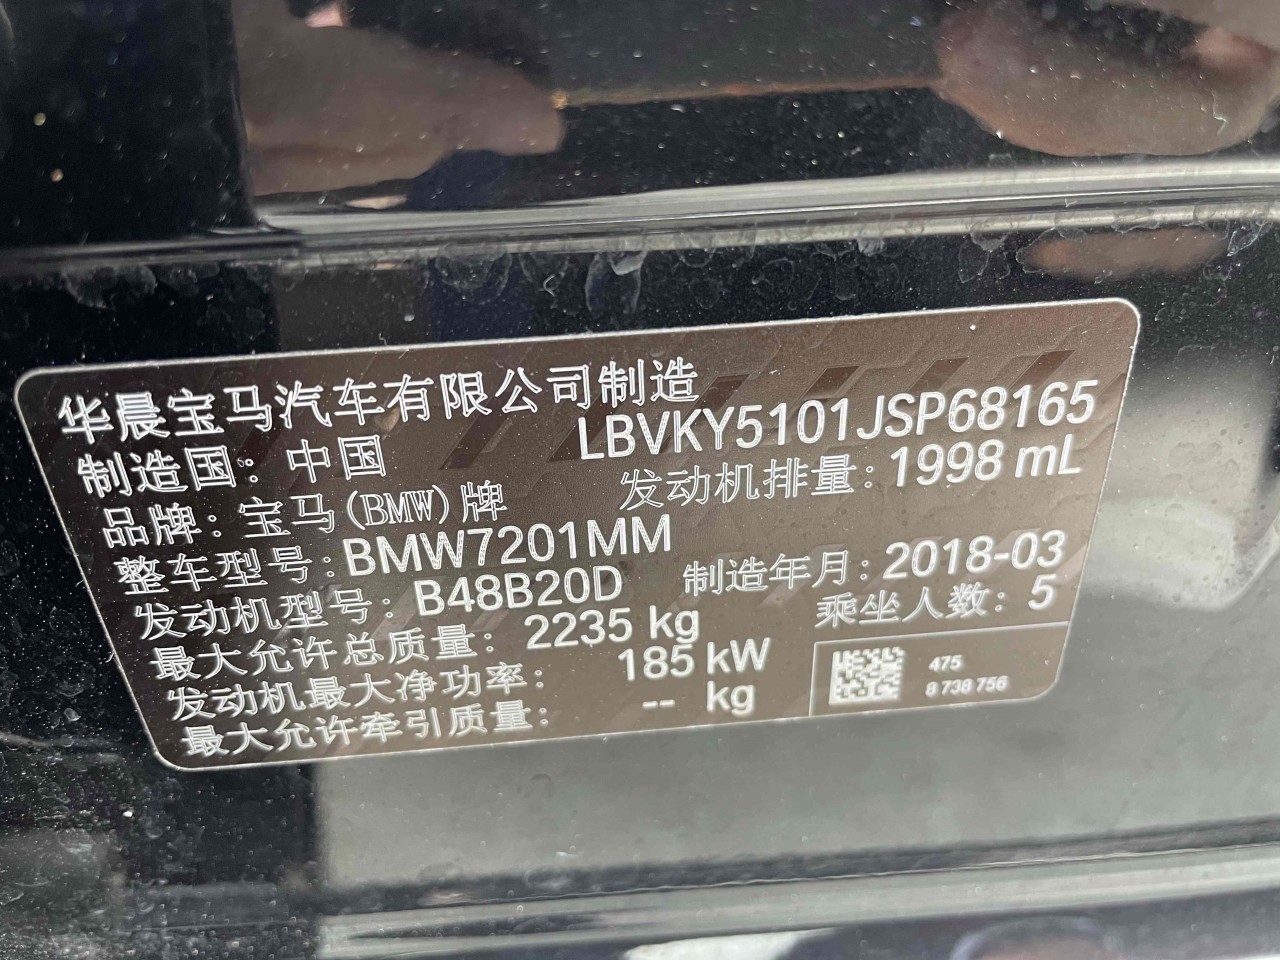 华晨宝马汽车有限公司制造
制造国：中国 LBVKY5101JSP68165
品牌：宝马(BMW)牌 发动机排量：1998 mL
整车型号：BMW7201MM
发动机型号：B48B20D 制造年月：2018-03
最大允许总质量：2235 kg 乘坐人数：5
发动机最大净功率：185 kW
最大允许牵引质量：-- kg
475
8 738 756